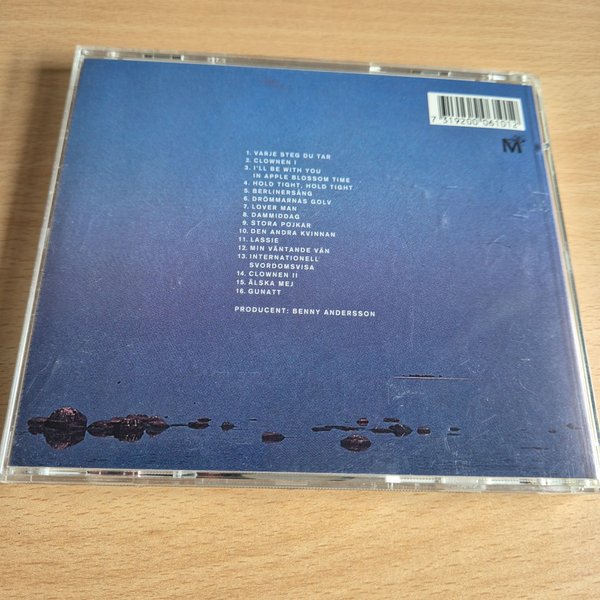 7 319200 061012
M
1. VARJE STEG DU TAR
2. CLOWNEN I
3. I'LL BE WITH YOU
IN APPLE BLOSSOM TIME
4. HOLD TIGHT, HOLD TIGHT
5. BERLINERSÅNG
6. DRÖMMARNAS GOLV
7. LOVER MAN
8. DAMMIDDAG
9. STORA POJKAR
10. DEN ANDRA KVINNAN
11. LASSIE
12. MIN VÄNTANDE VÄN
13. INTERNATIONELL
SVORDOMSVISA
14. CLOWNEN II
15. ÄLSKA MEJ
16. GUNATT
PRODUCENT: BENNY ANDERSSON